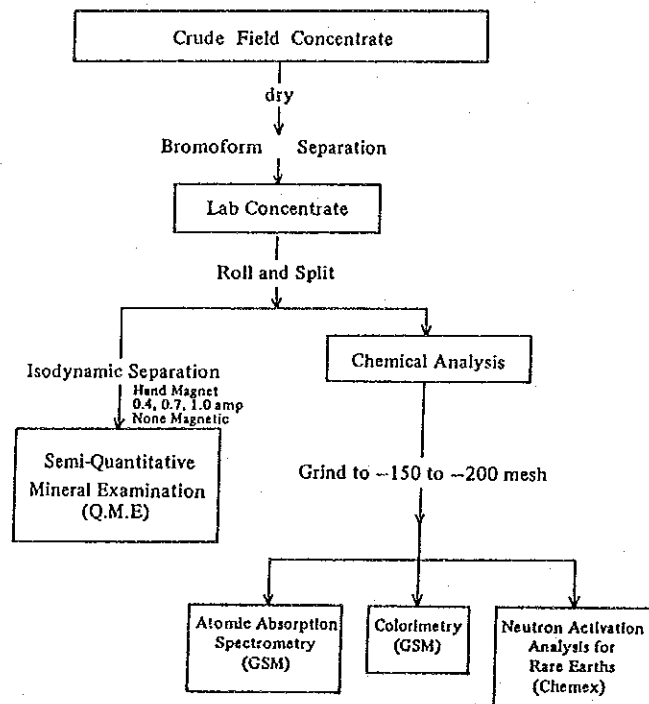 Crude Field Concentrate
dry
Bromoform Separation
Lab Concentrate
Roll and Split
Isodynamic Separation
Hand Magnet
0.4, 0.7, 1.0 amp
None Magnetic
Chemical Analysis
Semi-Quantitative
Mineral Examination
(Q.M.E)
Grind to −150 to −200 mesh
Atomic Absorption
Spectrometry
(GSM)
Colorimetry
(GSM)
Neutron Activation
Analysis for
Rare Earths
(Chemex)